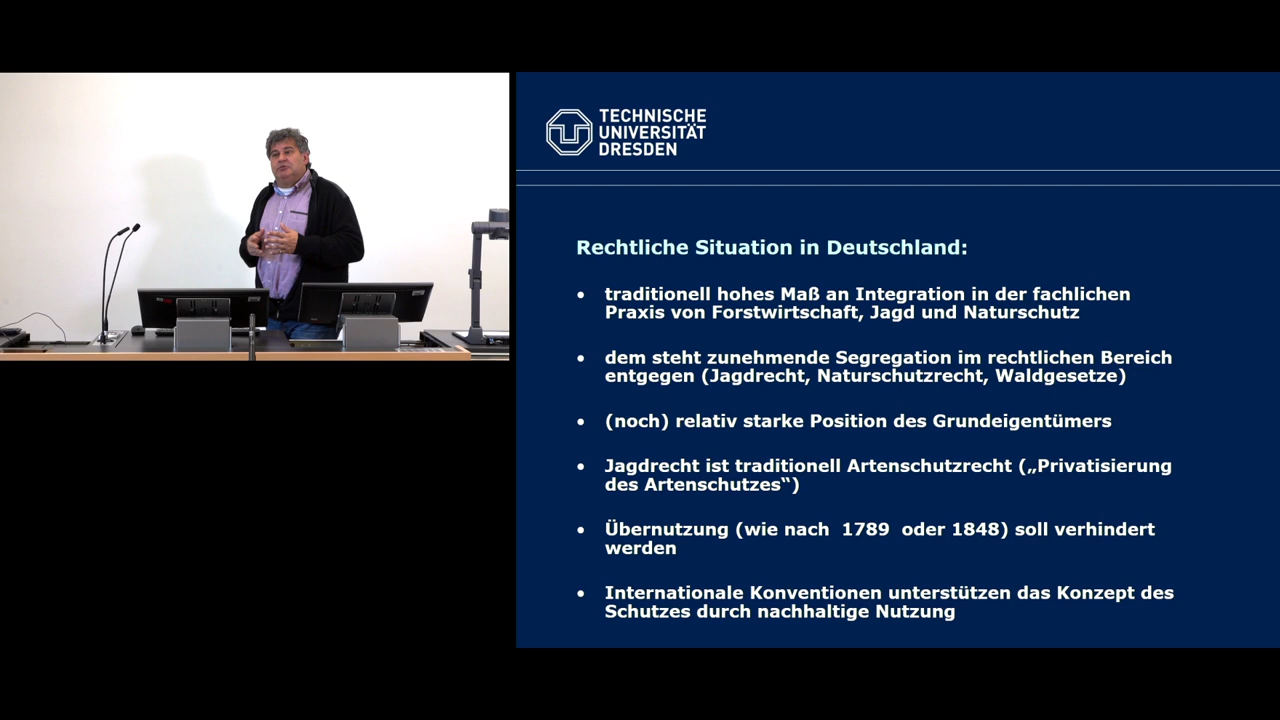 TECHNISCHE
UNIVERSITÄT
DRESDEN
Rechtliche Situation in Deutschland:
• traditionell hohes Maß an Integration in der fachlichen
Praxis von Forstwirtschaft, Jagd und Naturschutz
• dem steht zunehmende Segregation im rechtlichen Bereich
entgegen (Jagdrecht, Naturschutzrecht, Waldgesetze)
• (noch) relativ starke Position des Grundeigentümers
• Jagdrecht ist traditionell Artenschutzrecht („Privatisierung
des Artenschutzes“)
• Übernutzung (wie nach 1789 oder 1848) soll verhindert
werden
• Internationale Konventionen unterstützen das Konzept des
Schutzes durch nachhaltige Nutzung